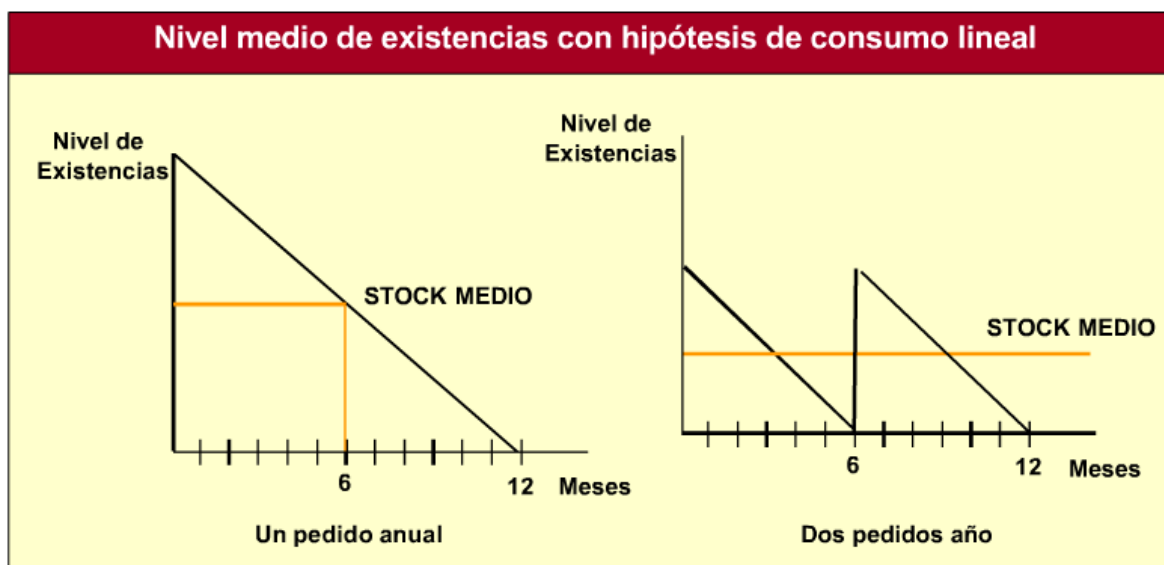 Nivel medio de existencias con hipótesis de consumo lineal
Nivel de
Existencias
STOCK MEDIO
6
12
Meses
Un pedido anual
Nivel de
Existencias
STOCK MEDIO
6
12
Meses
Dos pedidos año